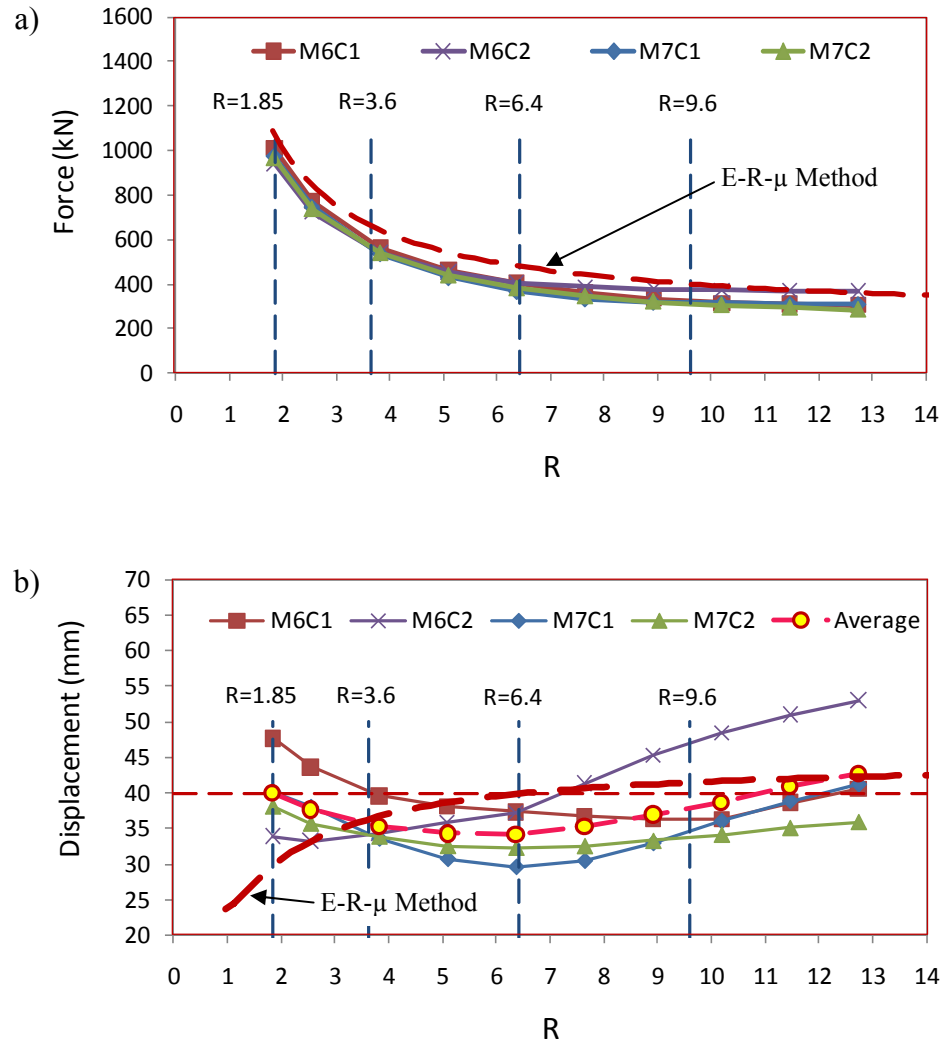 a)
1600
1400
1200
1000
800
600
400
200
0
Force (kN)
M6C1 M6C2 M7C1 M7C2
R=1.85 R=3.6 R=6.4 R=9.6
E-R-μ Method
0 1 2 3 4 5 6 7 8 9 10 11 12 13 14
R
b)
70
65
60
55
50
45
40
35
30
25
20
Displacement (mm)
M6C1 M6C2 M7C1 M7C2 Average
R=1.85 R=3.6 R=6.4 R=9.6
E-R-μ Method
0 1 2 3 4 5 6 7 8 9 10 11 12 13 14
R